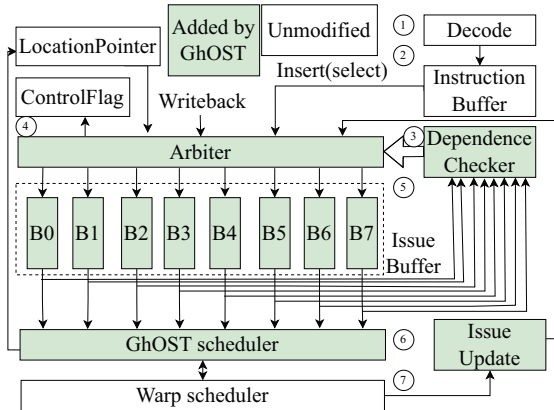 LocationPointer
Added by
GhOST
Unmodified
1
Decode
2
Instruction
Buffer
Insert(select)
ControlFlag
Writeback
4
Arbiter
3
Dependence
Checker
5
B0 B1 B2 B3 B4 B5 B6 B7
Issue
Buffer
GhOST scheduler
6
Issue
Update
7
Warp scheduler